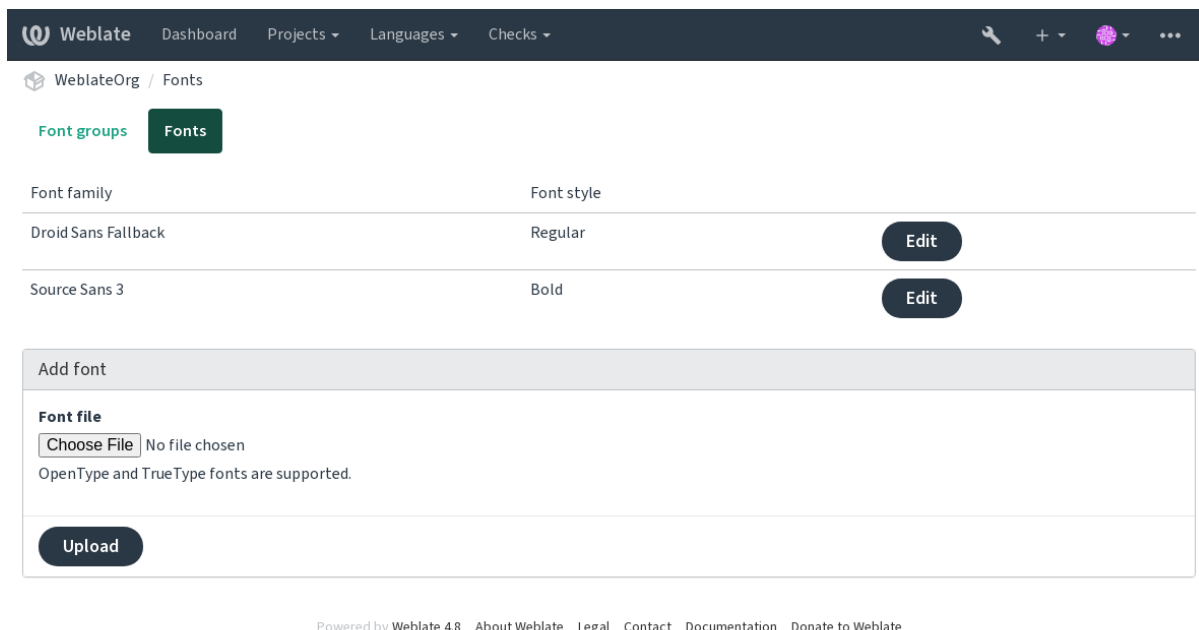 Weblate Dashboard Projects Languages Checks
WeblateOrg / Fonts
Font groups Fonts
Font family Font style
Droid Sans Fallback Regular Edit
Source Sans 3 Bold Edit
Add font
Font file
Choose File No file chosen
OpenType and TrueType fonts are supported.
Upload
Powered by Weblate 4.8 About Weblate Legal Contact Documentation Donate to Weblate